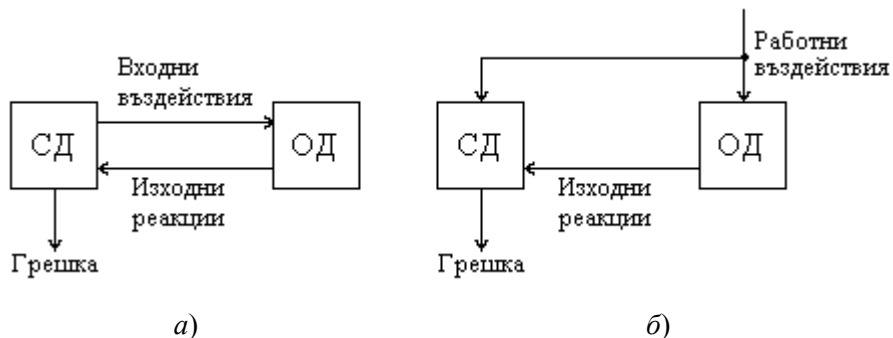 Входни
въздействия
СД
ОД
Изходни
реакции
Грешка
а)
Работни
въздействия
СД
ОД
Изходни
реакции
Грешка
б)